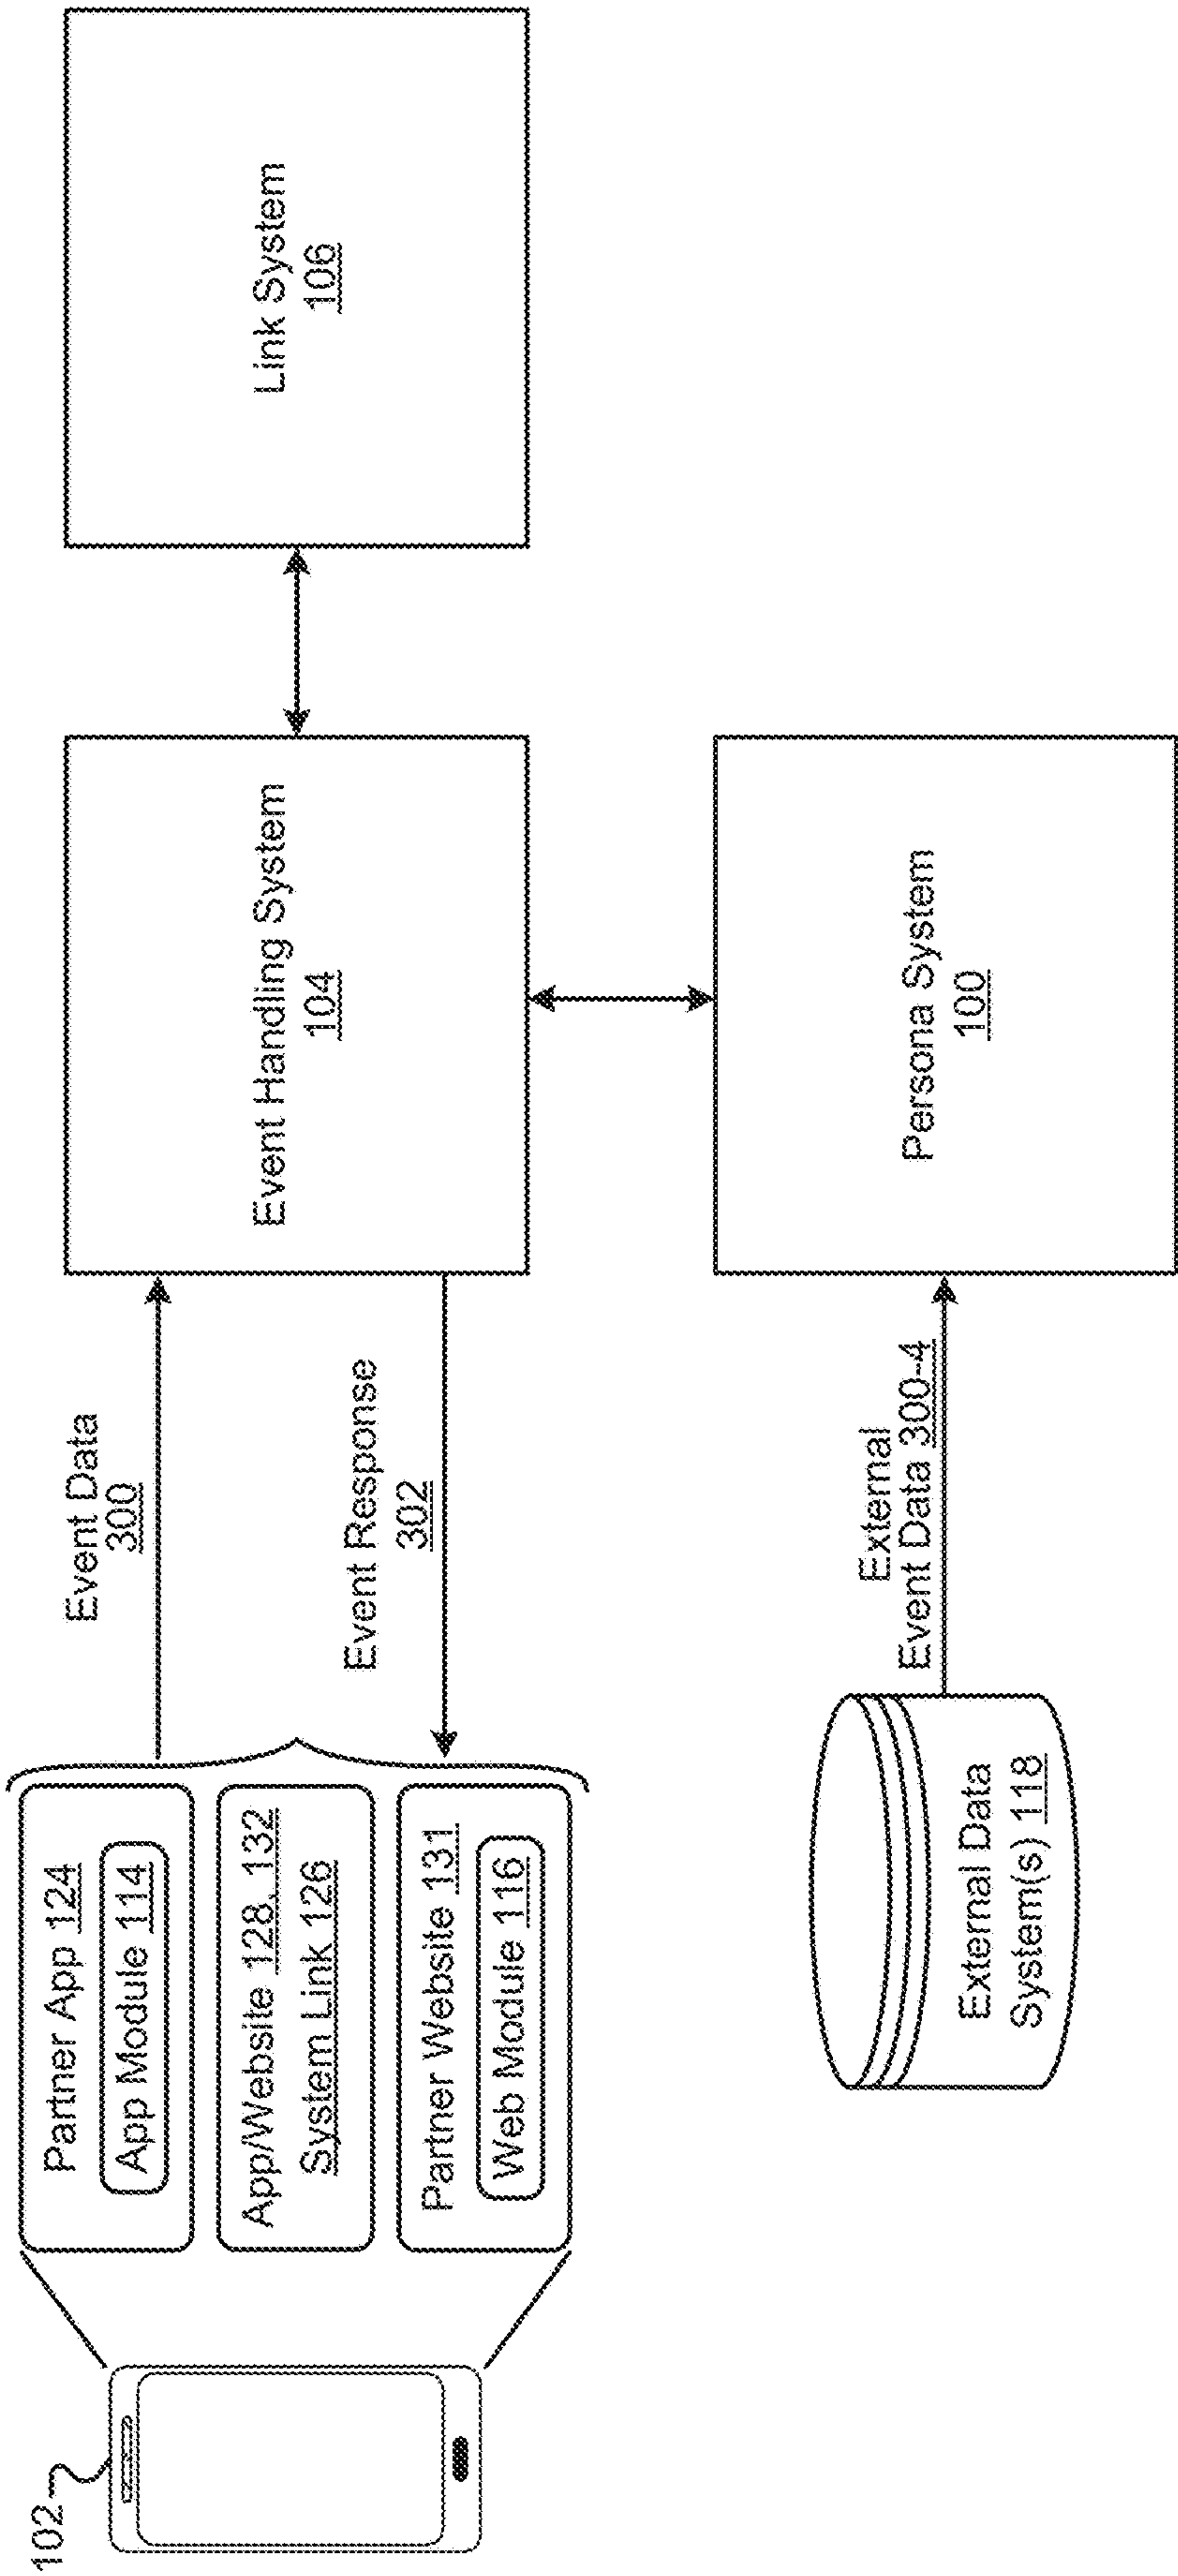 102
Partner App 124
App Module 114
App/Website 128, 132
System Link 126
Partner Website 131
Web Module 116
Event Data
300
Event Response
302
Event Handling System
104
Link System
106
External Data
System(s) 118
External
Event Data 300-4
Persona System
100